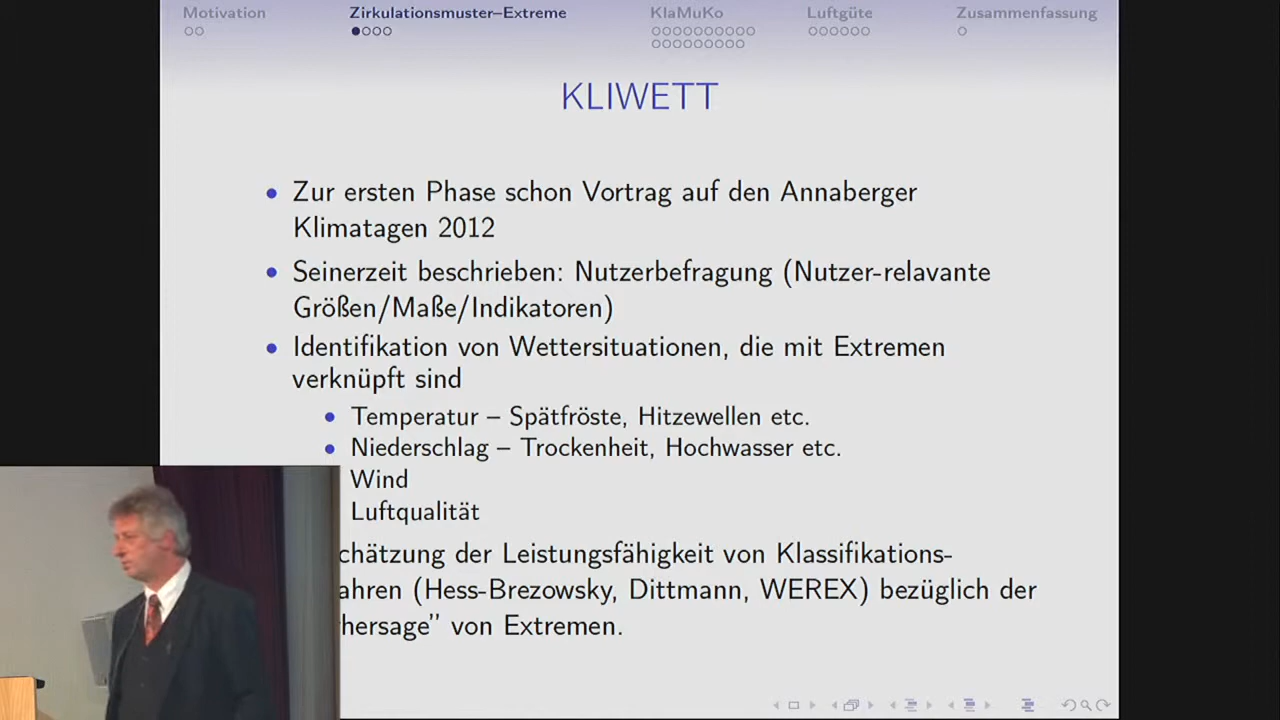 Motivation Zirkulationsmuster–Extreme KlaMuKo Luftgüte Zusammenfassung
KLIWETT
• Zur ersten Phase schon Vortrag auf den Annaberger
Klimatagen 2012
• Seinerzeit beschrieben: Nutzerbefragung (Nutzer-relavante
Größen/Maße/Indikatoren)
• Identifikation von Wettersituationen, die mit Extremen
verknüpft sind
• Temperatur – Spätfröste, Hitzewellen etc.
• Niederschlag – Trockenheit, Hochwasser etc.
Wind
Luftqualität
chätzung der Leistungsfähigkeit von Klassifikations-
ahren (Hess-Brezowsky, Dittmann, WEREX) bezüglich der
hersage” von Extremen.